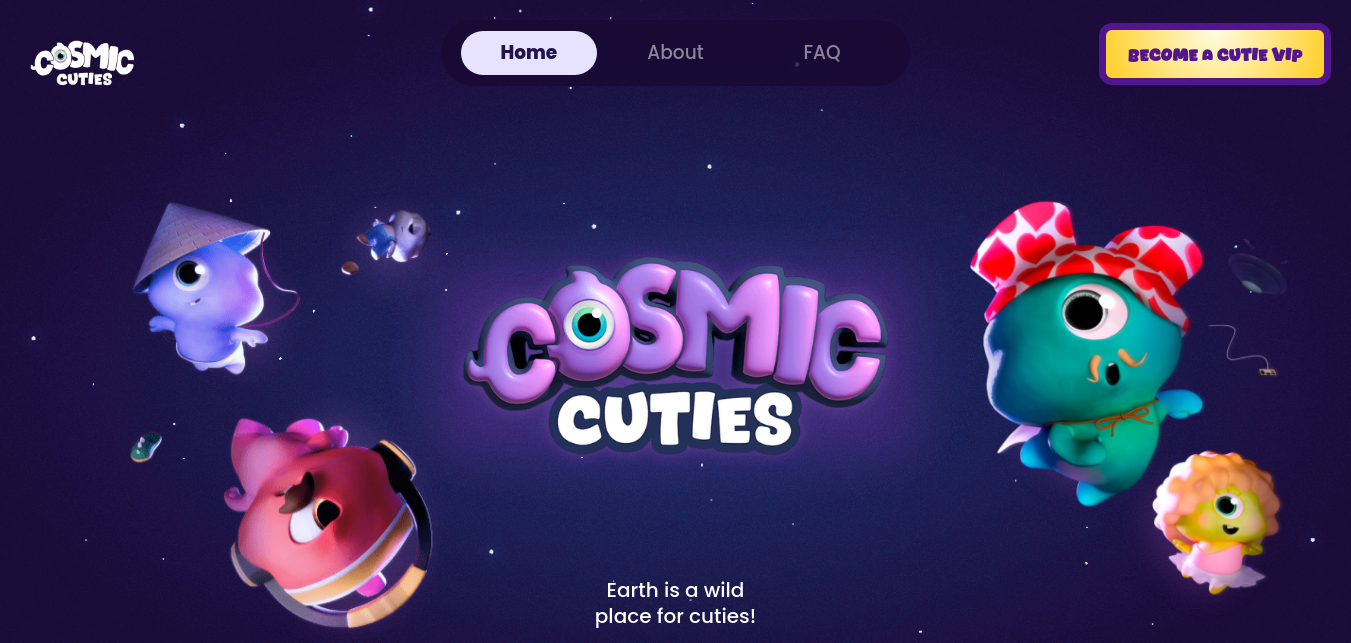 COSMIC
CUTIES
Home
About
FAQ
BECOME A CUTIE VIP
COSMIC
CUTIES
Earth is a wild
place for cuties!